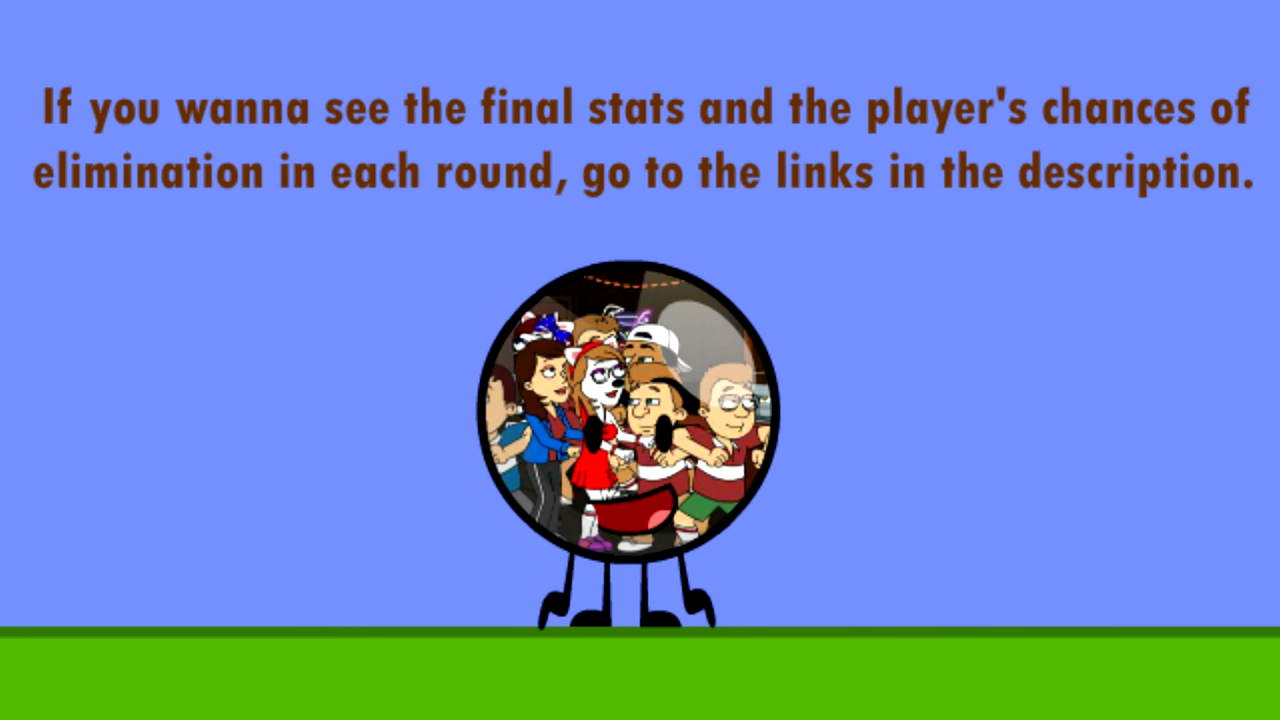 If you wanna see the final stats and the player's chances of
elimination in each round, go to the links in the description.